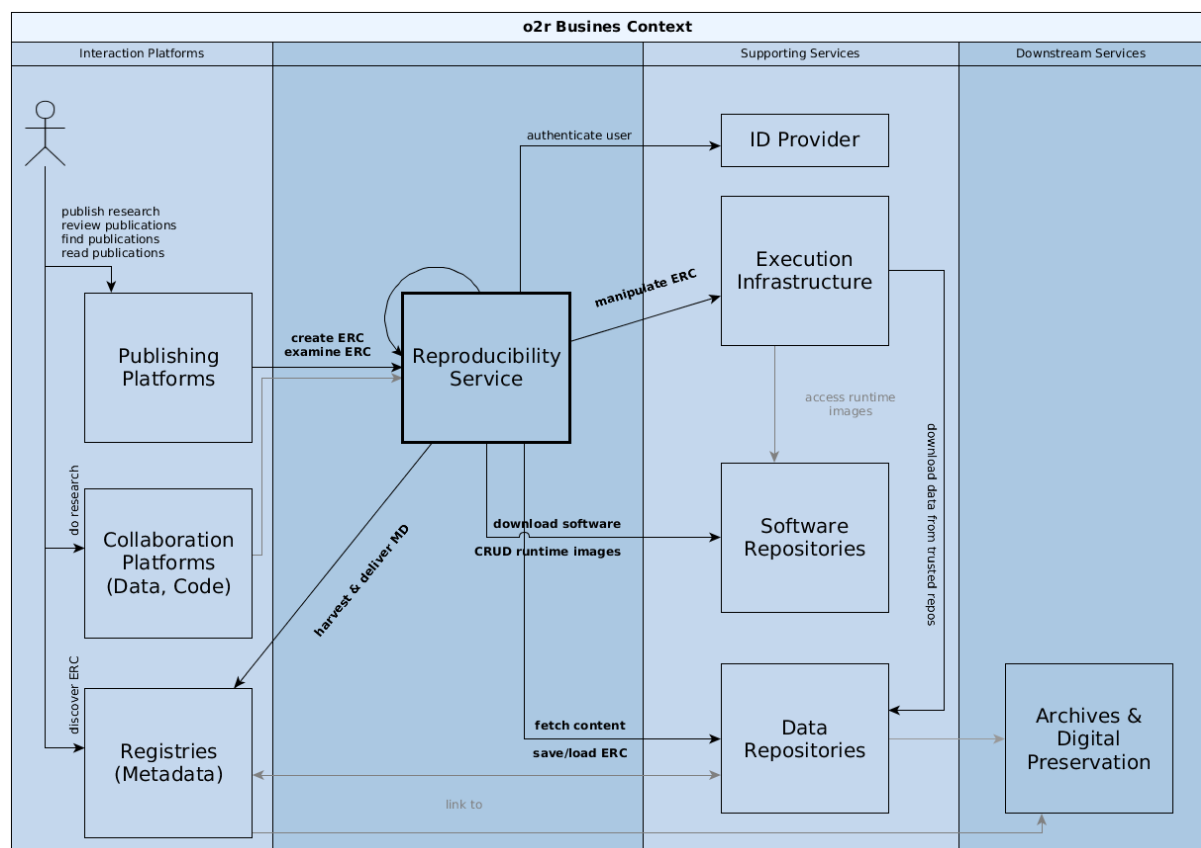 o2r Busines Context
Interaction Platforms
Supporting Services
Downstream Services
authenticate user
ID Provider
publish research
review publications
find publications
read publications
Execution
Infrastructure
manipulate ERC
Publishing
Platforms
create ERC
examine ERC
Reproducibility
Service
access runtime
images
download data from trusted repos
do research
Collaboration
Platforms
(Data, Code)
harvest & deliver MD
download software
CRUD runtime images
Software
Repositories
discover ERC
Registries
(Metadata)
fetch content
save/load ERC
Data
Repositories
Archives &
Digital
Preservation
link to